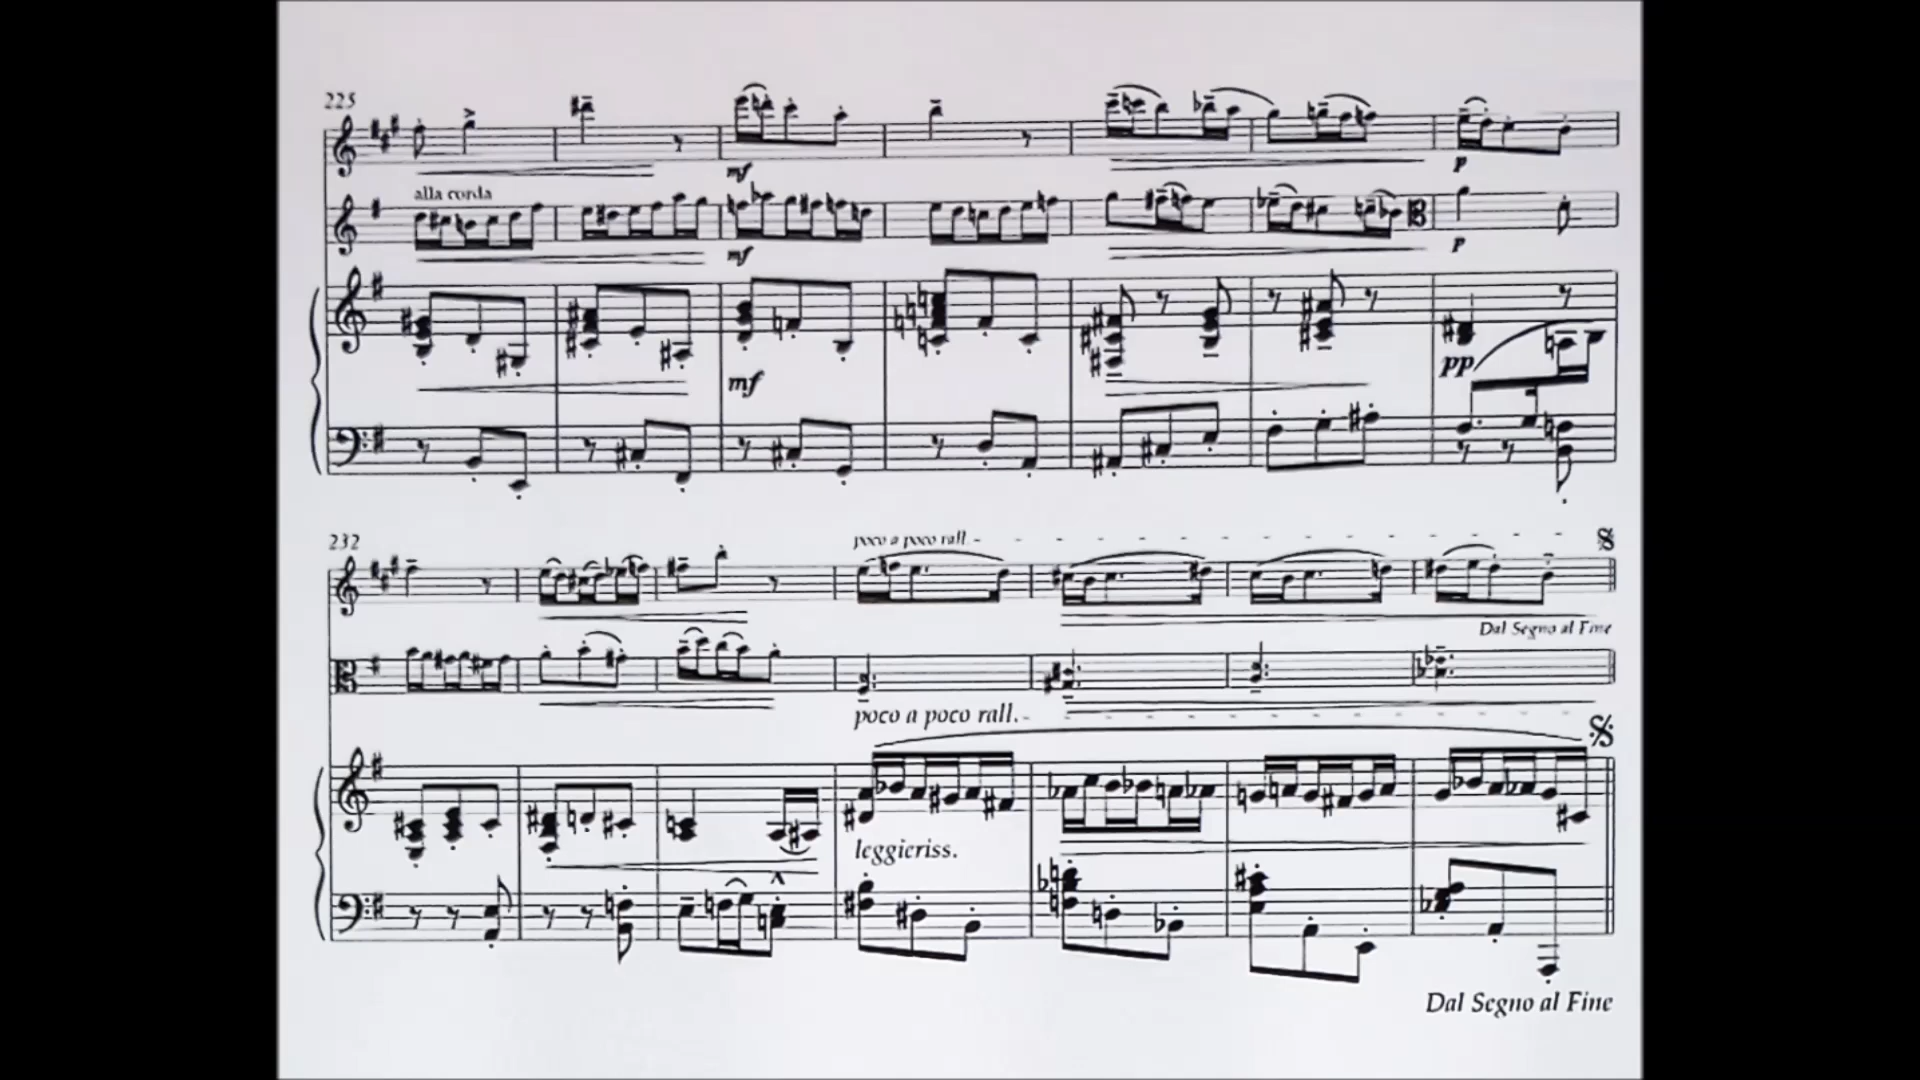 225
alla corda
mf
mf
mf
p
p
pp
232
poco a poco rall.
Dal Segno al Fine
poco a poco rall.
leggieriss.
Dal Segno al Fine